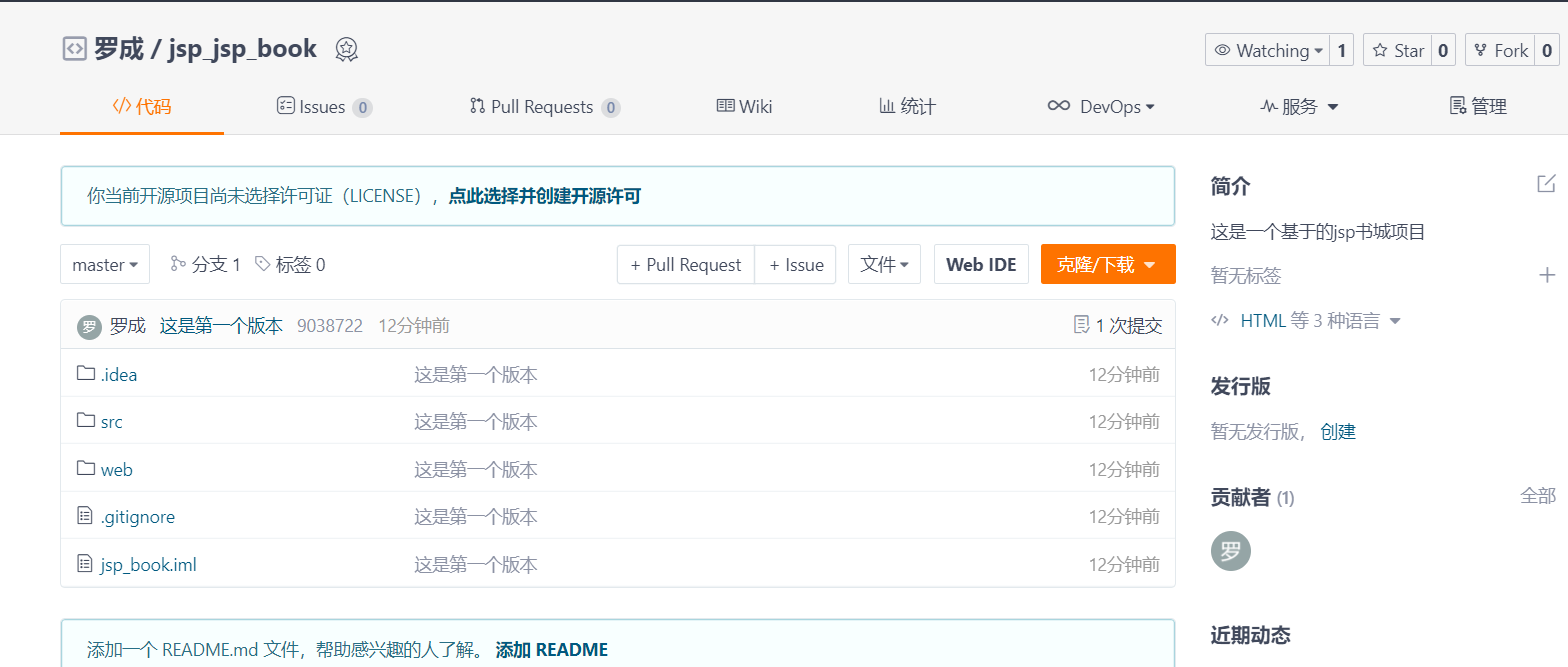 罗成 / jsp_jsp_book
Watching 1 Star 0 Fork 0
代码 Issues 0 Pull Requests 0 Wiki 统计 DevOps 服务 管理
你当前开源项目尚未选择许可证（LICENSE），点此选择并创建开源许可
master 分支 1 标签 0 + Pull Request + Issue 文件 Web IDE 克隆/下载
罗 罗成 这是第一个版本 9038722 12分钟前 1 次提交
.idea 这是第一个版本 12分钟前
src 这是第一个版本 12分钟前
web 这是第一个版本 12分钟前
.gitignore 这是第一个版本 12分钟前
jsp_book.iml 这是第一个版本 12分钟前
添加一个 README.md 文件，帮助感兴趣的人了解。 添加 README
简介
这是一个基于的jsp书城项目
暂无标签 +
HTML 等 3 种语言
发行版
暂无发行版， 创建
贡献者 (1) 全部
罗
近期动态